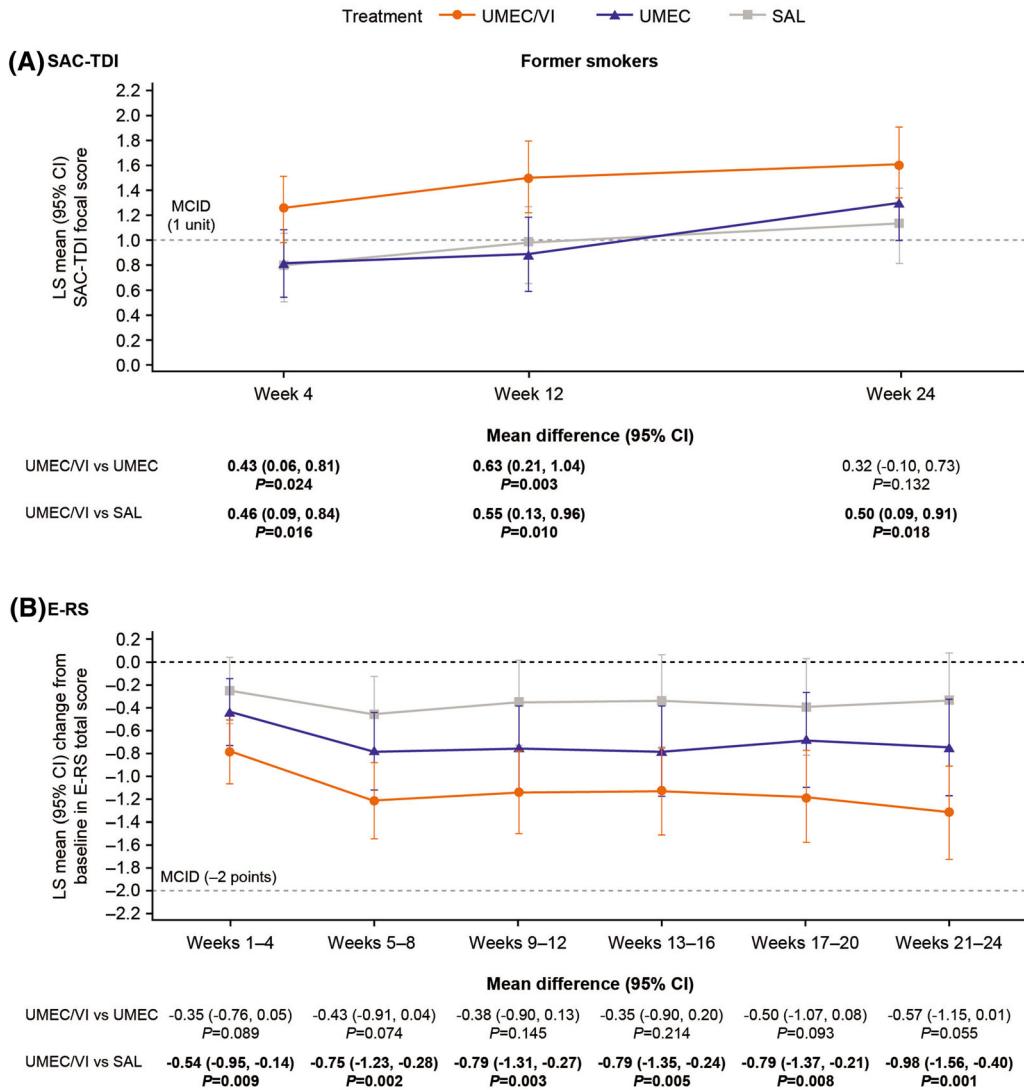 Treatment UMEC/VI UMEC SAL
(A) SAC-TDI
Former smokers
LS mean (95% CI)
SAC-TDI focal score
2.2
2.0
1.8
1.6
1.4
1.2
1.0
0.8
0.6
0.4
0.2
0.0
MCID
(1 unit)
Week 4 Week 12 Week 24
Mean difference (95% CI)
UMEC/VI vs UMEC 0.43 (0.06, 0.81) 0.63 (0.21, 1.04) 0.32 (-0.10, 0.73)
P=0.024 P=0.003 P=0.132
UMEC/VI vs SAL 0.46 (0.09, 0.84) 0.55 (0.13, 0.96) 0.50 (0.09, 0.91)
P=0.016 P=0.010 P=0.018
(B) E-RS
LS mean (95% CI) change from
baseline in E-RS total score
0.2
0.0
−0.2
−0.4
−0.6
−0.8
−1.0
−1.2
−1.4
−1.6
−1.8
−2.0
−2.2
MCID (−2 points)
Weeks 1–4 Weeks 5–8 Weeks 9–12 Weeks 13–16 Weeks 17–20 Weeks 21–24
Mean difference (95% CI)
UMEC/VI vs UMEC -0.35 (-0.76, 0.05) -0.43 (-0.91, 0.04) -0.38 (-0.90, 0.13) -0.35 (-0.90, 0.20) -0.50 (-1.07, 0.08) -0.57 (-1.15, 0.01)
P=0.089 P=0.074 P=0.145 P=0.214 P=0.093 P=0.055
UMEC/VI vs SAL -0.54 (-0.95, -0.14) -0.75 (-1.23, -0.28) -0.79 (-1.31, -0.27) -0.79 (-1.35, -0.24) -0.79 (-1.37, -0.21) -0.98 (-1.56, -0.40)
P=0.009 P=0.002 P=0.003 P=0.005 P=0.008 P=0.001